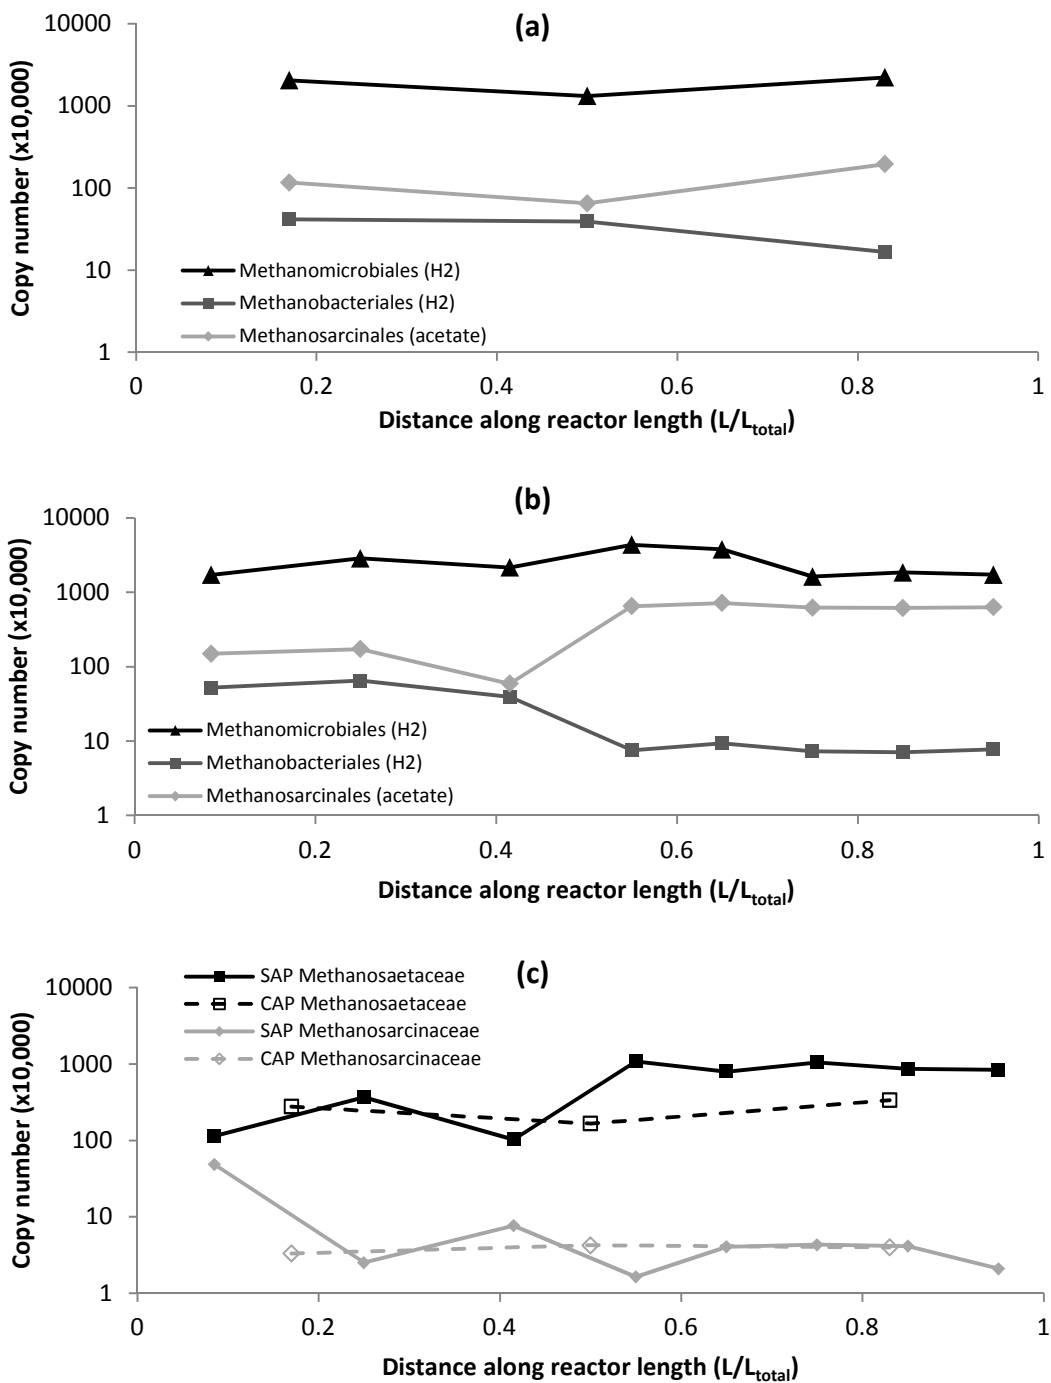 (a)
Copy number (x10,000)
10000
1000
100
10
1
Methanomicrobiales (H2)
Methanobacteriales (H2)
Methanosarcinales (acetate)
0 0.2 0.4 0.6 0.8 1
Distance along reactor length (L/Ltotal)
(b)
Copy number (x10,000)
10000
1000
100
10
1
Methanomicrobiales (H2)
Methanobacteriales (H2)
Methanosarcinales (acetate)
0 0.2 0.4 0.6 0.8 1
Distance along reactor length (L/Ltotal)
(c)
SAP Methanosaetaceae
CAP Methanosaetaceae
SAP Methanosarcinaceae
CAP Methanosarcinaceae
Copy number (x10,000)
10000
1000
100
10
1
0 0.2 0.4 0.6 0.8 1
Distance along reactor length (L/Ltotal)